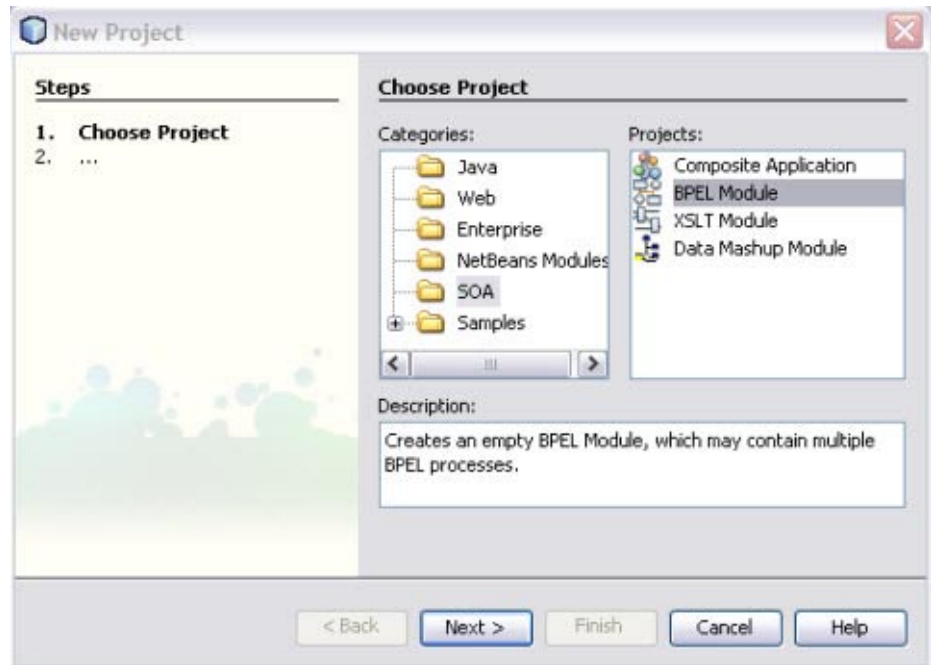 New Project
Steps
1. Choose Project
2. ...
Choose Project
Categories:
Java
Web
Enterprise
NetBeans Modules
SOA
Samples
Projects:
Composite Application
BPEL Module
XSLT Module
Data Mashup Module
Description:
Creates an empty BPEL Module, which may contain multiple
BPEL processes.
< Back
Next >
Finish
Cancel
Help